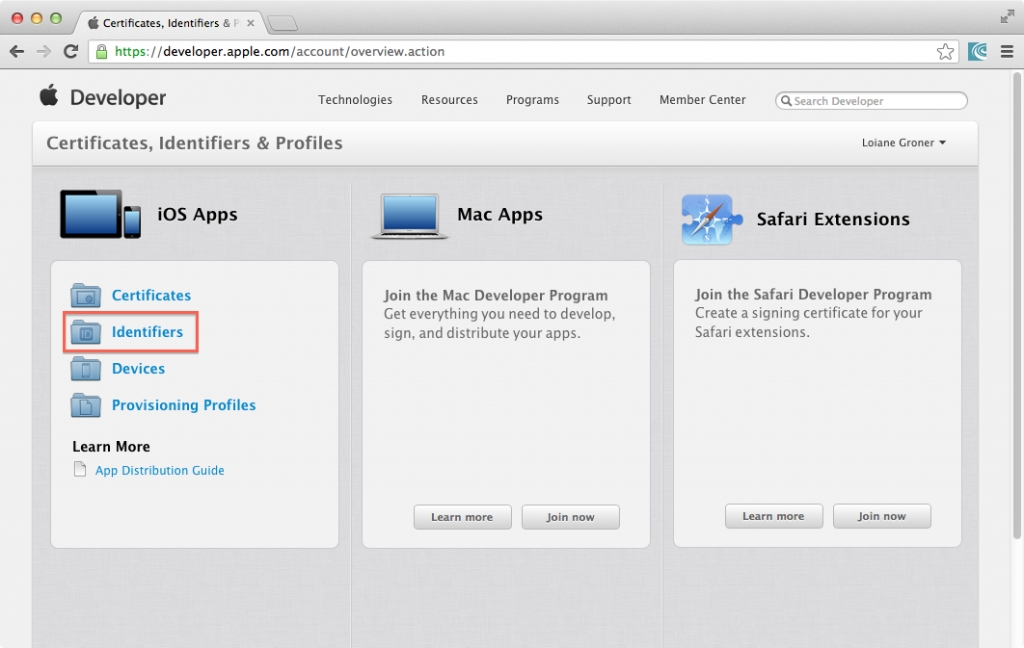 Certificates, Identifiers & P
https://developer.apple.com/account/overview.action
Developer
Technologies
Resources
Programs
Support
Member Center
Search Developer
Certificates, Identifiers & Profiles
Loiane Groner
iOS Apps
Certificates
ID
Identifiers
Devices
Provisioning Profiles
Learn More
App Distribution Guide
Mac Apps
Join the Mac Developer Program
Get everything you need to develop,
sign, and distribute your apps.
Learn more
Join now
Safari Extensions
Join the Safari Developer Program
Create a signing certificate for your
Safari extensions.
Learn more
Join now